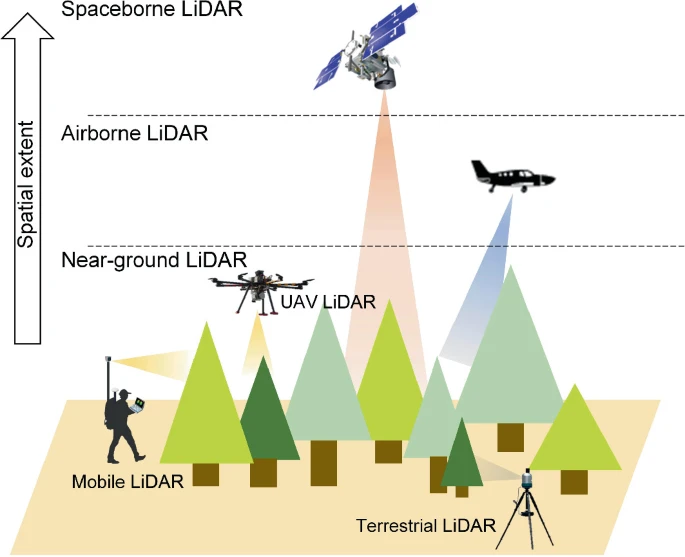 Spaceborne LiDAR
Airborne LiDAR
Spatial extent
Near-ground LiDAR
UAV LiDAR
Mobile LiDAR
Terrestrial LiDAR